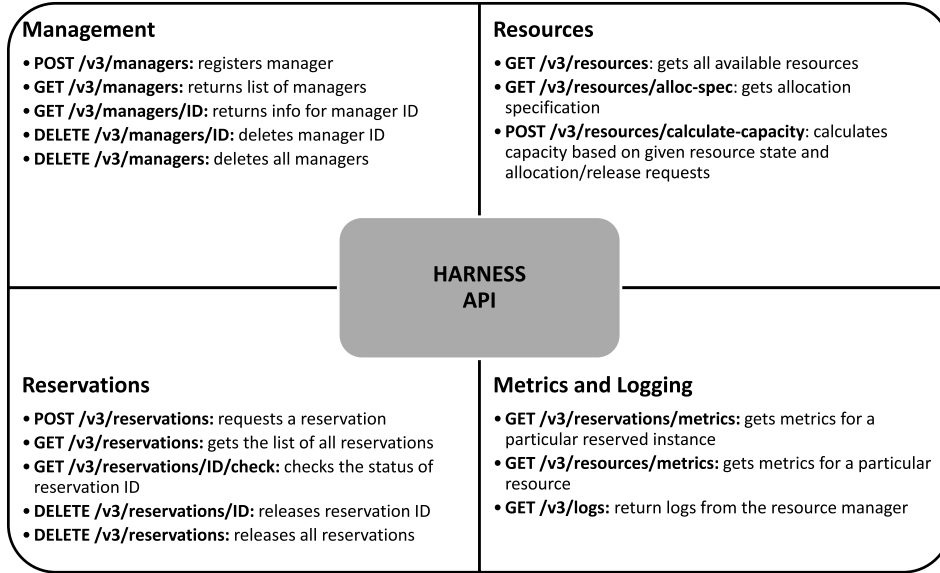 Management
• POST /v3/managers: registers manager
• GET /v3/managers: returns list of managers
• GET /v3/managers/ID: returns info for manager ID
• DELETE /v3/managers/ID: deletes manager ID
• DELETE /v3/managers: deletes all managers
Resources
• GET /v3/resources: gets all available resources
• GET /v3/resources/alloc-spec: gets allocation
specification
• POST /v3/resources/calculate-capacity: calculates
capacity based on given resource state and
allocation/release requests
HARNESS
API
Reservations
• POST /v3/reservations: requests a reservation
• GET /v3/reservations: gets the list of all reservations
• GET /v3/reservations/ID/check: checks the status of
reservation ID
• DELETE /v3/reservations/ID: releases reservation ID
• DELETE /v3/reservations: releases all reservations
Metrics and Logging
• GET /v3/reservations/metrics: gets metrics for a
particular reserved instance
• GET /v3/resources/metrics: gets metrics for a particular
resource
• GET /v3/logs: return logs from the resource manager